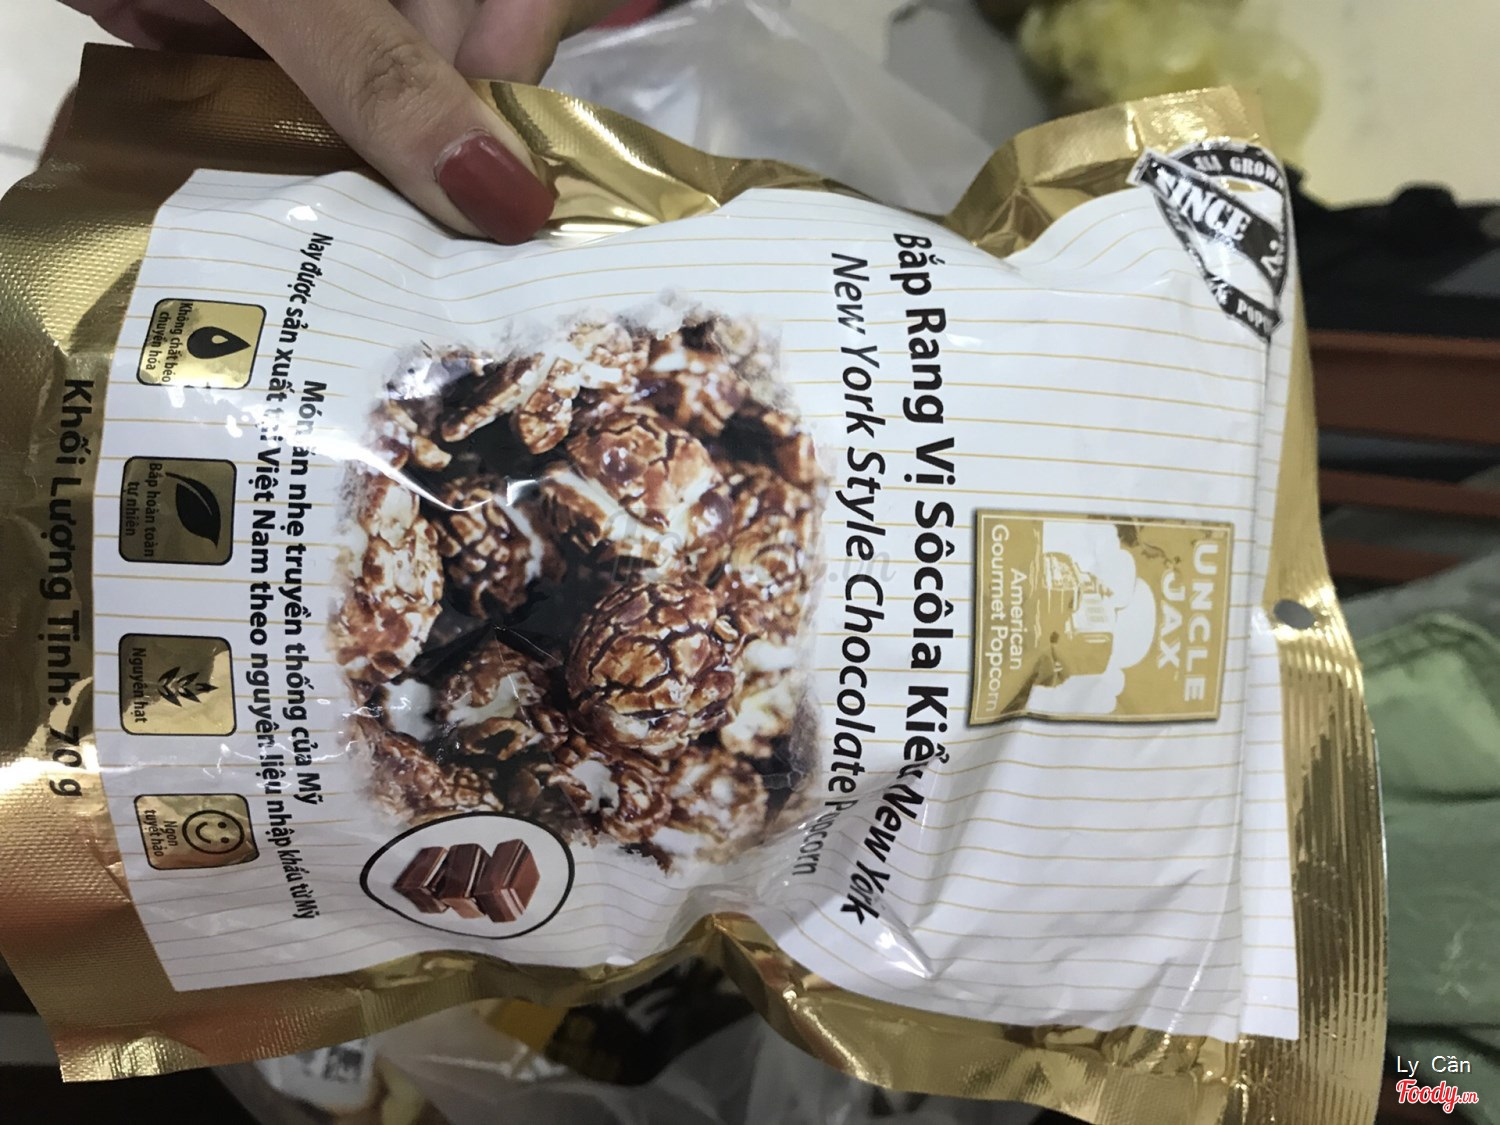 USA GROWN
SINCE
UNCLE
JAX
American
Gourmet Popcorn
Bắp Rang Vị Sôcôla Kiểu New York
New York Style Chocolate Popcorn
Món ăn nhẹ truyền thống của Mỹ
Nay được sản xuất tại Việt Nam theo nguyên liệu nhập khẩu từ Mỹ
Không chất béo
chuyển hóa
Bắp hoàn toàn
tự nhiên
Nguyên hạt
Ngon
tuyệt hảo
Khối Lượng Tịnh: 70 g
Ly Cần
Foody.vn